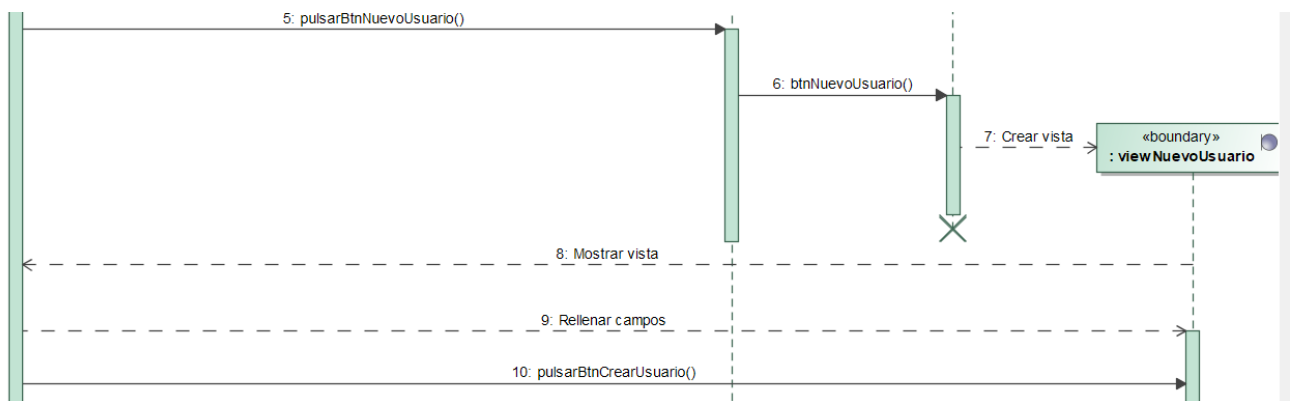 5: pulsarBtnNuevoUsuario()
6: btnNuevoUsuario()
7: Crear vista
«boundary»
: viewNuevoUsuario
8: Mostrar vista
9: Rellenar campos
10: pulsarBtnCrearUsuario()